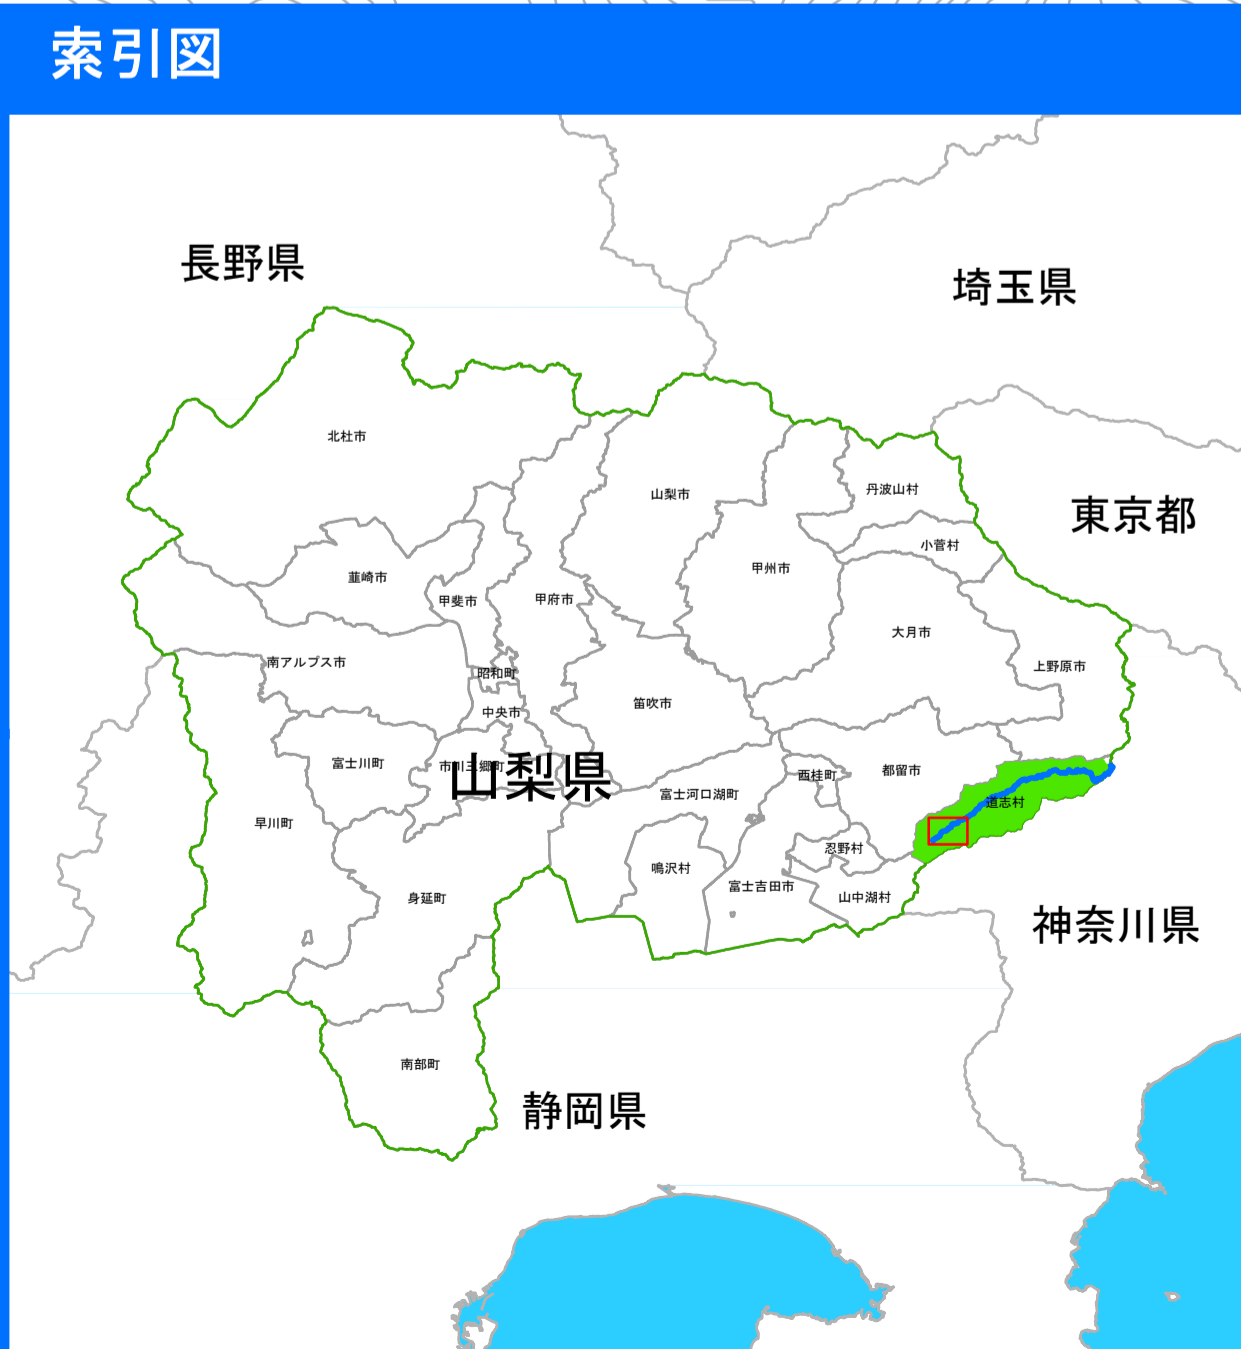 索引図
長野県
埼玉県
北杜市
山梨市
丹波山村
東京都
小菅村
甲州市
韮崎市
甲斐市
甲府市
大月市
南アルプス市
昭和町
上野原市
笛吹市
中央市
富士川町
市川三郷町
山梨県
西桂町
都留市
富士河口湖町
道志村
早川町
忍野村
鳴沢村
富士吉田市
山中湖村
身延町
神奈川県
南部町
静岡県